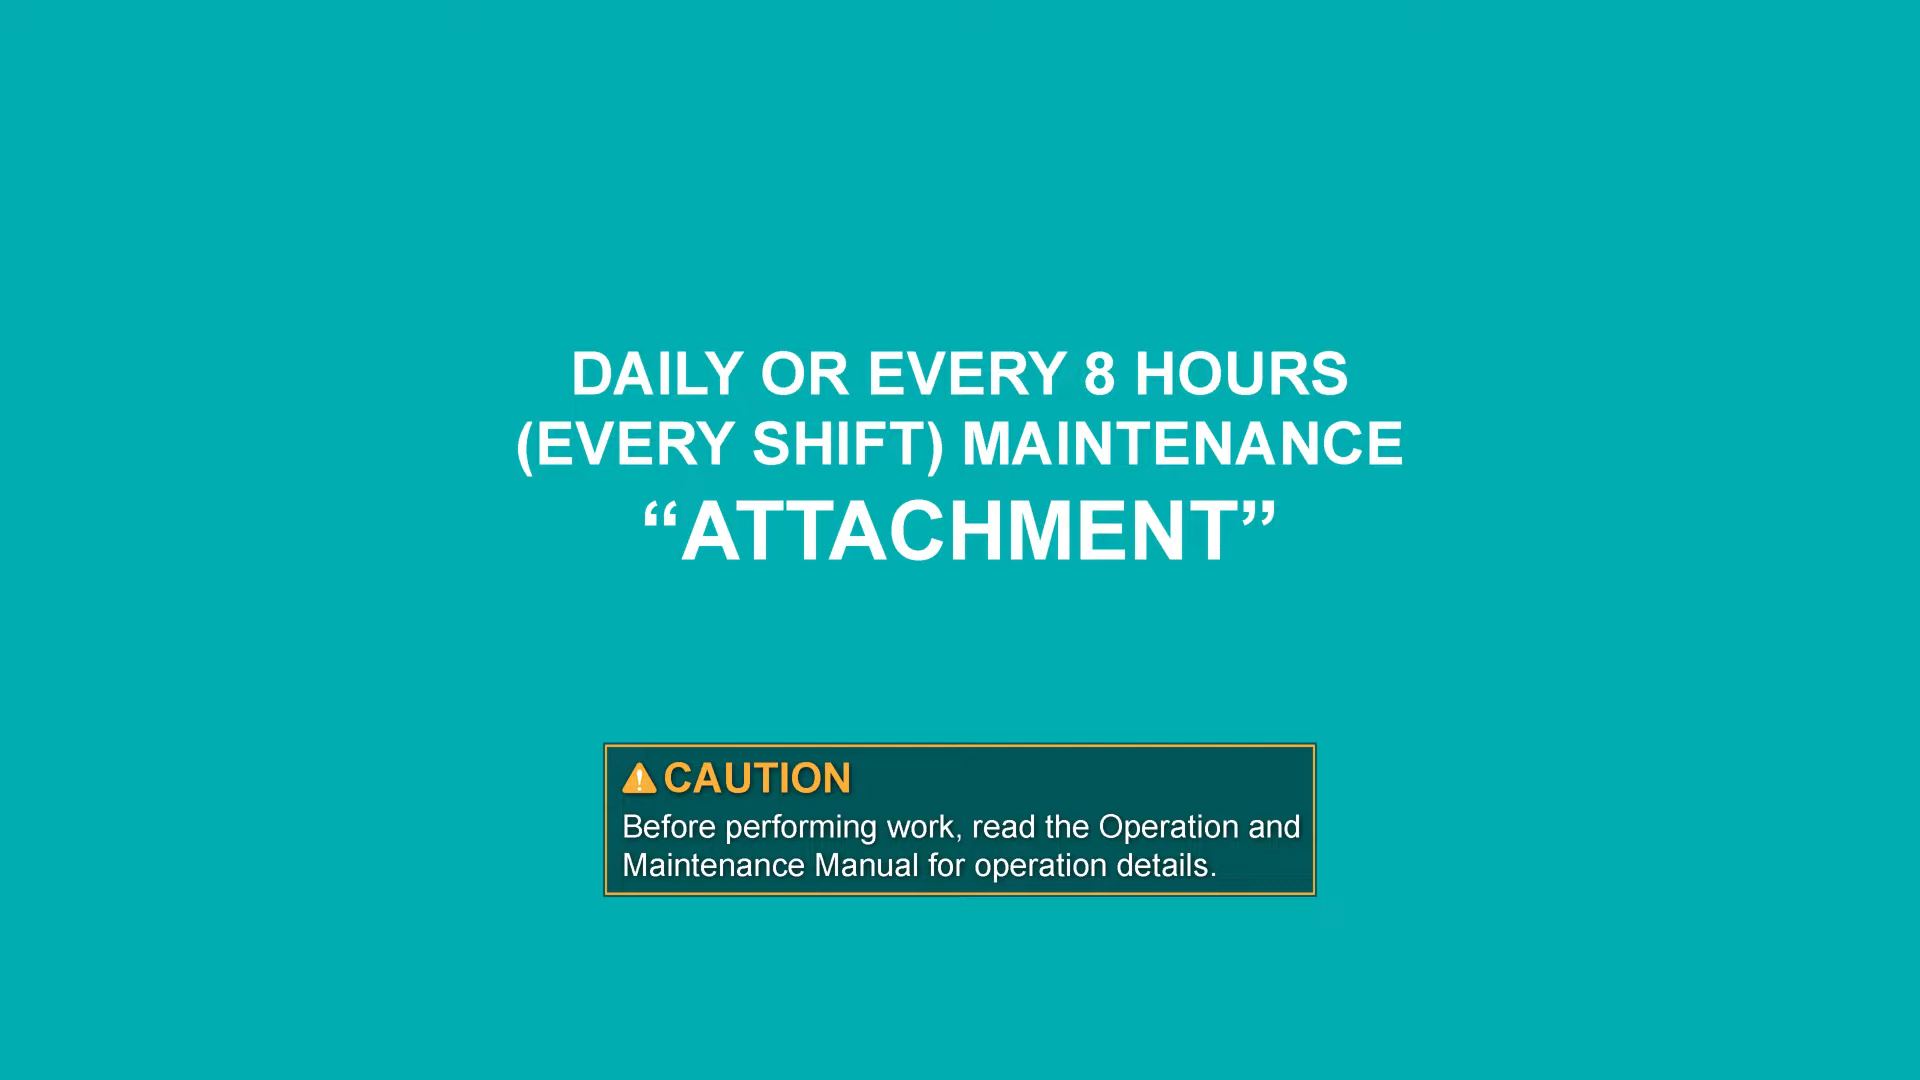 DAILY OR EVERY 8 HOURS
(EVERY SHIFT) MAINTENANCE
“ATTACHMENT”
CAUTION
Before performing work, read the Operation and
Maintenance Manual for operation details.